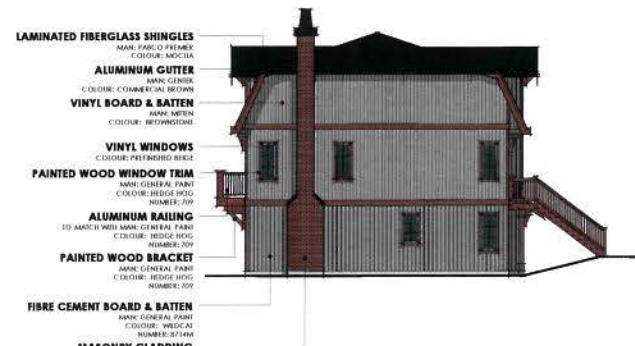 LAMINATED FIBERGLASS SHINGLES
MAN: PABCO PREMIER
COLOUR: MOCHA
ALUMINUM GUTTER
MAN: GENTEK
COLOUR: COMMERCIAL BROWN
VINYL BOARD & BATTEN
MAN: MITTEN
COLOUR: BROWNSTONE
VINYL WINDOWS
COLOUR: PREFINISHED BEIGE
PAINTED WOOD WINDOW TRIM
MAN: GENERAL PAINT
COLOUR: HEDGE HOG
NUMBER: 709
ALUMINUM RAILING
TO MATCH WITH MAN: GENERAL PAINT
COLOUR: HEDGE HOG
NUMBER: 709
PAINTED WOOD BRACKET
MAN: GENERAL PAINT
COLOUR: HEDGE HOG
NUMBER: 709
FIBRE CEMENT BOARD & BATTEN
MAN: GENERAL PAINT
COLOUR: WILDCAT
NUMBER: 8714M
MASONRY CLADDING